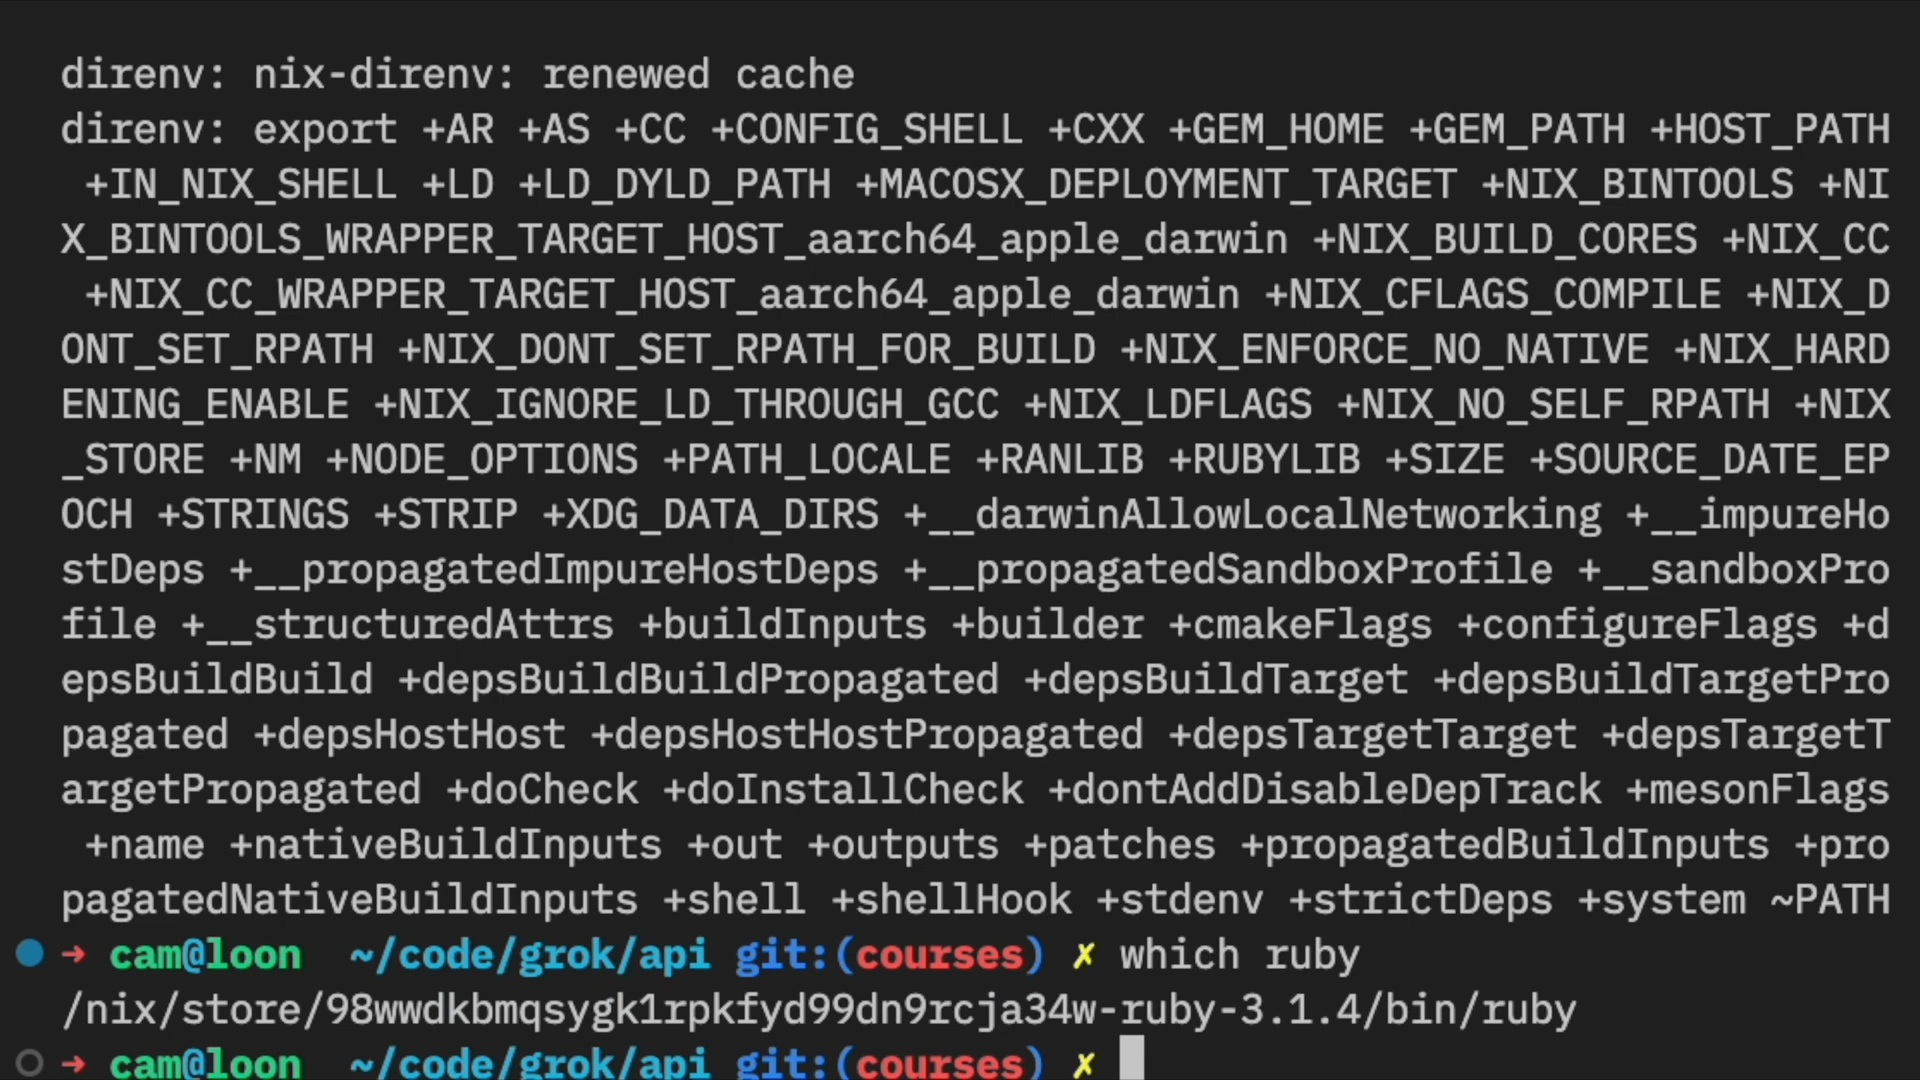 direnv: nix-direnv: renewed cache
direnv: export +AR +AS +CC +CONFIG_SHELL +CXX +GEM_HOME +GEM_PATH +HOST_PATH
+IN_NIX_SHELL +LD +LD_DYLD_PATH +MACOSX_DEPLOYMENT_TARGET +NIX_BINTOOLS +NI
X_BINTOOLS_WRAPPER_TARGET_HOST_aarch64_apple_darwin +NIX_BUILD_CORES +NIX_CC
+NIX_CC_WRAPPER_TARGET_HOST_aarch64_apple_darwin +NIX_CFLAGS_COMPILE +NIX_D
ONT_SET_RPATH +NIX_DONT_SET_RPATH_FOR_BUILD +NIX_ENFORCE_NO_NATIVE +NIX_HARD
ENING_ENABLE +NIX_IGNORE_LD_THROUGH_GCC +NIX_LDFLAGS +NIX_NO_SELF_RPATH +NIX
_STORE +NM +NODE_OPTIONS +PATH_LOCALE +RANLIB +RUBYLIB +SIZE +SOURCE_DATE_EP
OCH +STRINGS +STRIP +XDG_DATA_DIRS +__darwinAllowLocalNetworking +__impureHo
stDeps +__propagatedImpureHostDeps +__propagatedSandboxProfile +__sandboxPro
file +__structuredAttrs +buildInputs +builder +cmakeFlags +configureFlags +d
epsBuildBuild +depsBuildBuildPropagated +depsBuildTarget +depsBuildTargetPro
pagated +depsHostHost +depsHostHostPropagated +depsTargetTarget +depsTargetT
argetPropagated +doCheck +doInstallCheck +dontAddDisableDepTrack +mesonFlags
+name +nativeBuildInputs +out +outputs +patches +propagatedBuildInputs +pro
pagatedNativeBuildInputs +shell +shellHook +stdenv +strictDeps +system ~PATH
➜ cam@loon ~/code/grok/api git:(courses) ✗ which ruby
/nix/store/98wwdkbmqsygk1rpkfyd99dn9rcja34w-ruby-3.1.4/bin/ruby
➜ cam@loon ~/code/grok/api git:(courses) ✗